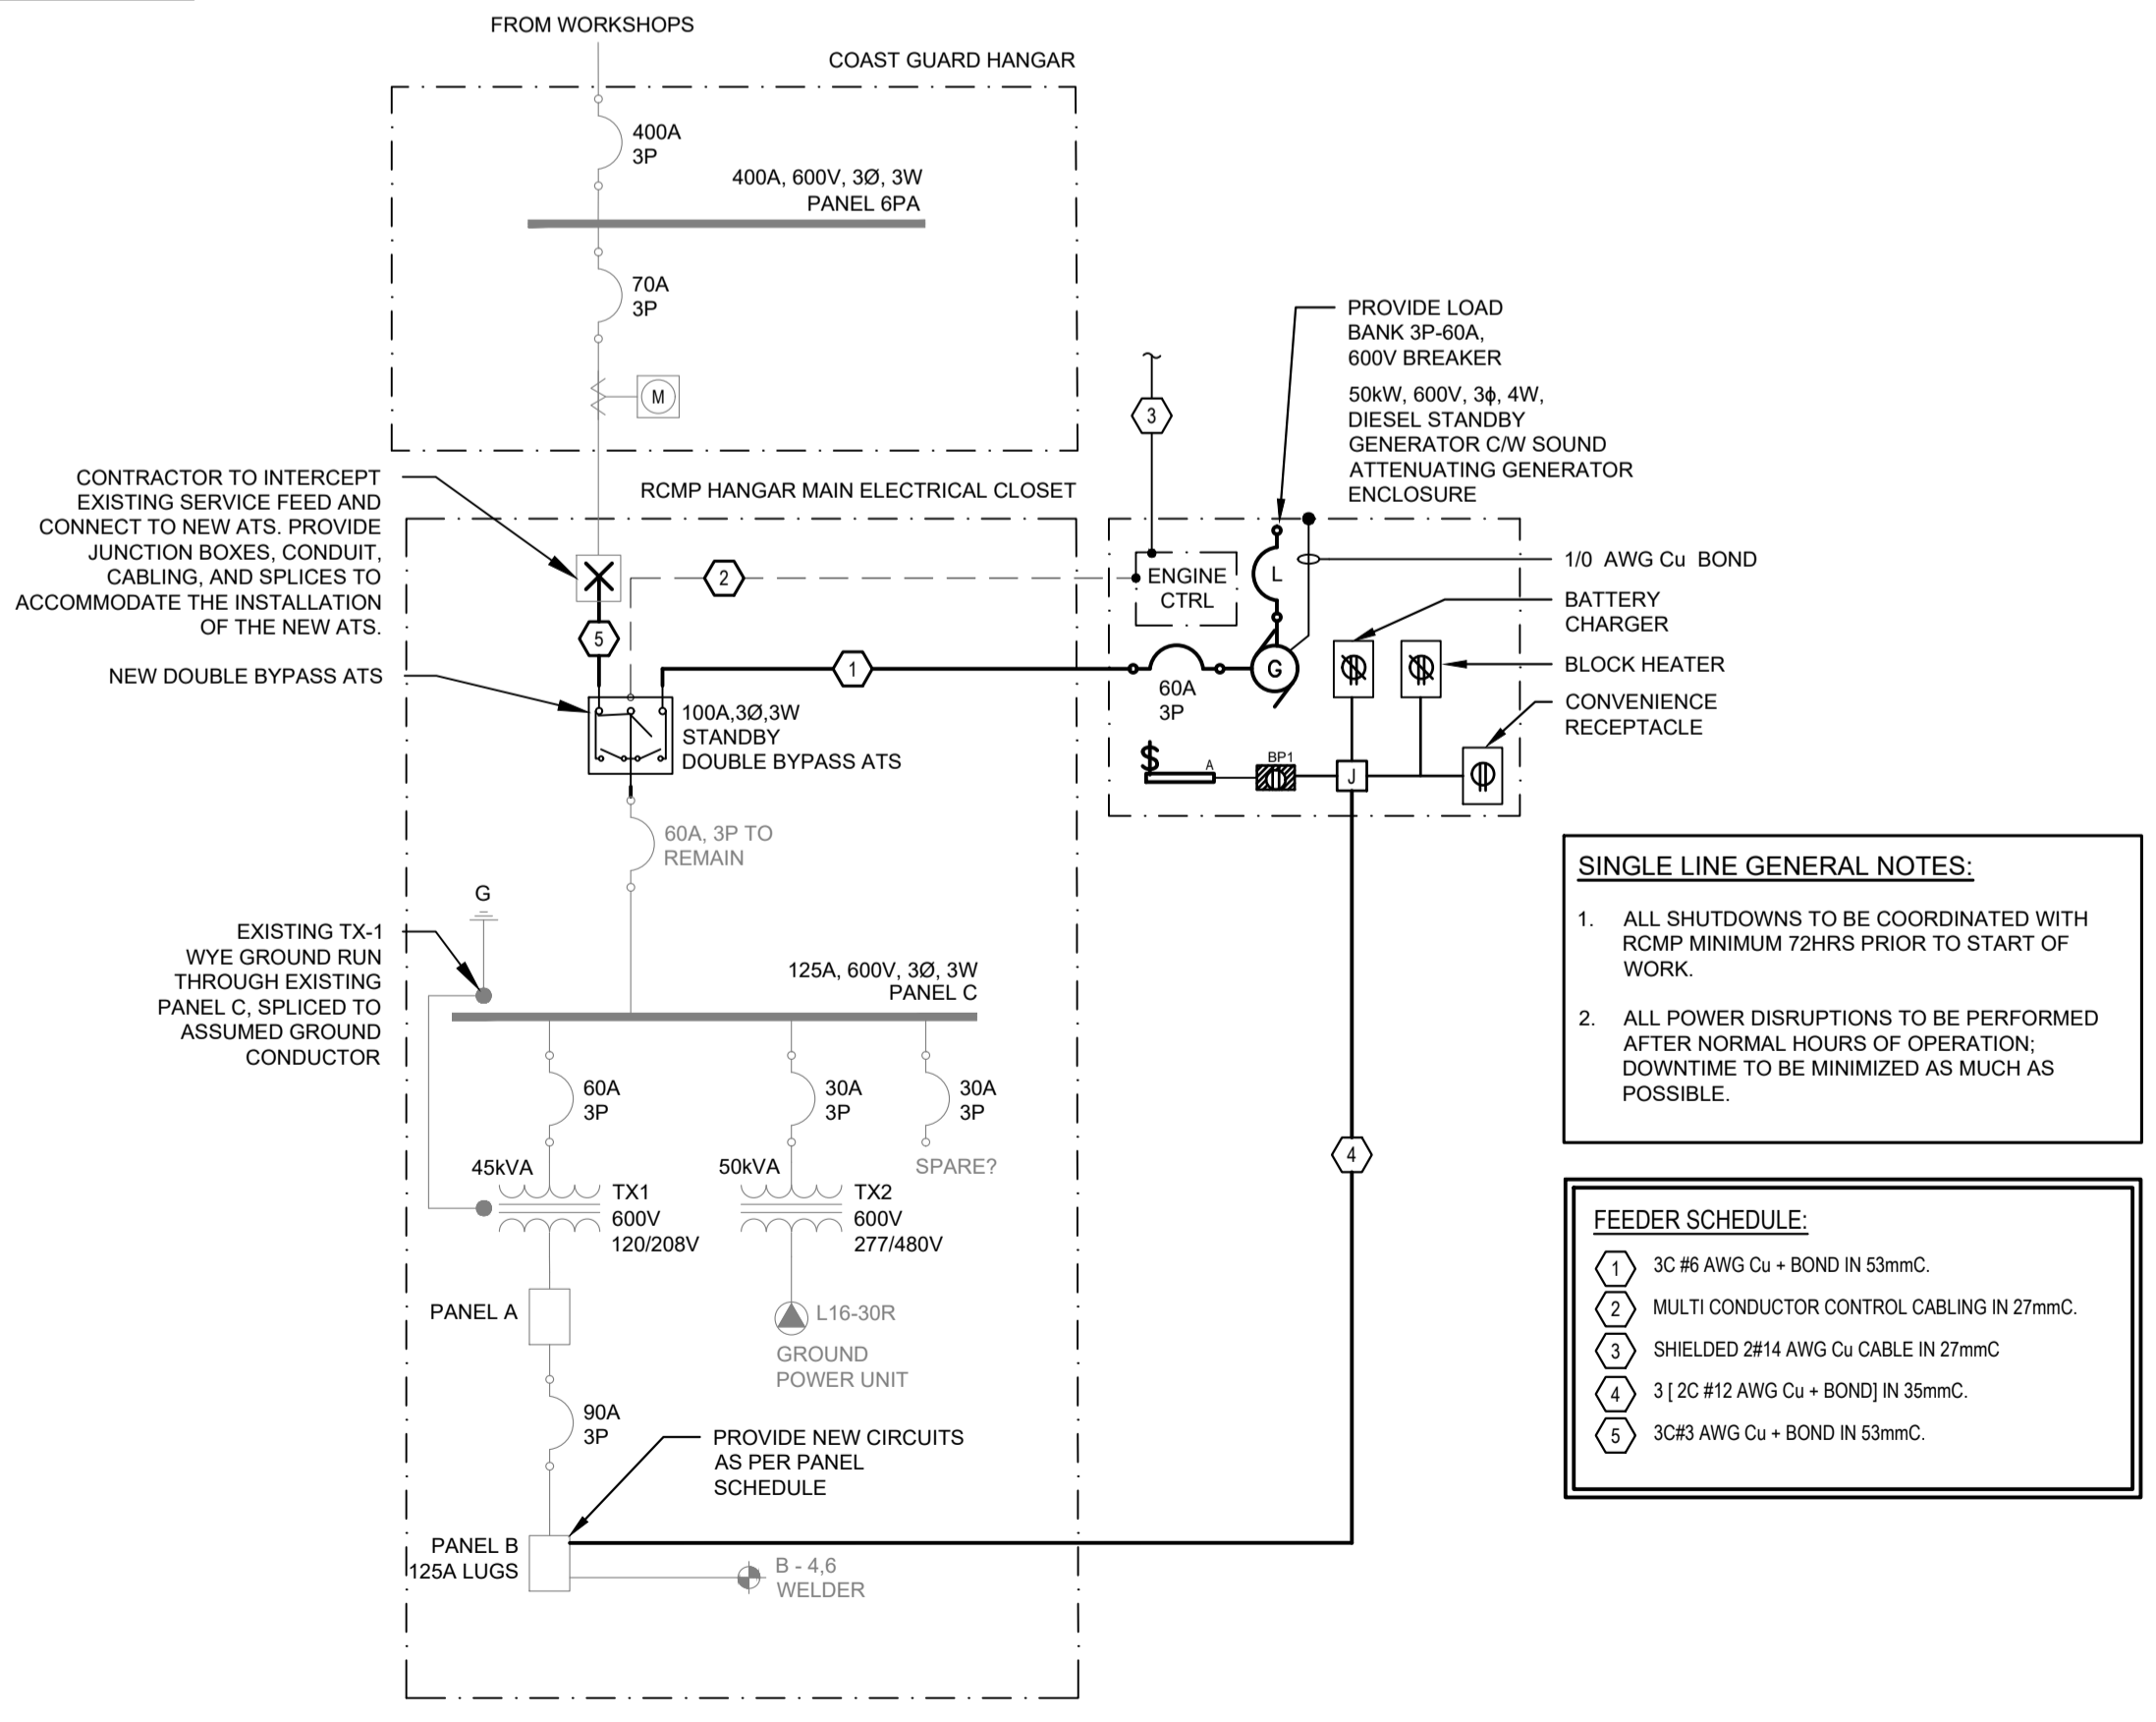 FROM WORKSHOPS
COAST GUARD HANGAR
400A
3P
400A, 600V, 3Ø, 3W
PANEL 6PA
70A
3P
M
CONTRACTOR TO INTERCEPT
EXISTING SERVICE FEED AND
CONNECT TO NEW ATS. PROVIDE
JUNCTION BOXES, CONDUIT,
CABLING, AND SPLICES TO
ACCOMMODATE THE INSTALLATION
OF THE NEW ATS.
NEW DOUBLE BYPASS ATS
RCMP HANGAR MAIN ELECTRICAL CLOSET
5
2
1
100A,3Ø,3W
STANDBY
DOUBLE BYPASS ATS
3
PROVIDE LOAD
BANK 3P-60A,
600V BREAKER
50kW, 600V, 3ϕ, 4W,
DIESEL STANDBY
GENERATOR C/W SOUND
ATTENUATING GENERATOR
ENCLOSURE
ENGINE
CTRL
L
G
60A
3P
1/0 AWG Cu BOND
BATTERY
CHARGER
BLOCK HEATER
CONVENIENCE
RECEPTACLE
$
A
BP1
J
4
60A, 3P TO
REMAIN
G
EXISTING TX-1
WYE GROUND RUN
THROUGH EXISTING
PANEL C, SPLICED TO
ASSUMED GROUND
CONDUCTOR
125A, 600V, 3Ø, 3W
PANEL C
60A
3P
30A
3P
30A
3P
SPARE?
45kVA
TX1
600V
120/208V
50kVA
TX2
600V
277/480V
PANEL A
L16-30R
GROUND
POWER UNIT
90A
3P
PROVIDE NEW CIRCUITS
AS PER PANEL
SCHEDULE
PANEL B
125A LUGS
B - 4,6
WELDER
SINGLE LINE GENERAL NOTES:
1. ALL SHUTDOWNS TO BE COORDINATED WITH
RCMP MINIMUM 72HRS PRIOR TO START OF
WORK.
2. ALL POWER DISRUPTIONS TO BE PERFORMED
AFTER NORMAL HOURS OF OPERATION;
DOWNTIME TO BE MINIMIZED AS MUCH AS
POSSIBLE.
FEEDER SCHEDULE:
1 3C #6 AWG Cu + BOND IN 53mmC.
2 MULTI CONDUCTOR CONTROL CABLING IN 27mmC.
3 SHIELDED 2#14 AWG Cu CABLE IN 27mmC
4 3 [ 2C #12 AWG Cu + BOND] IN 35mmC.
5 3C#3 AWG Cu + BOND IN 53mmC.